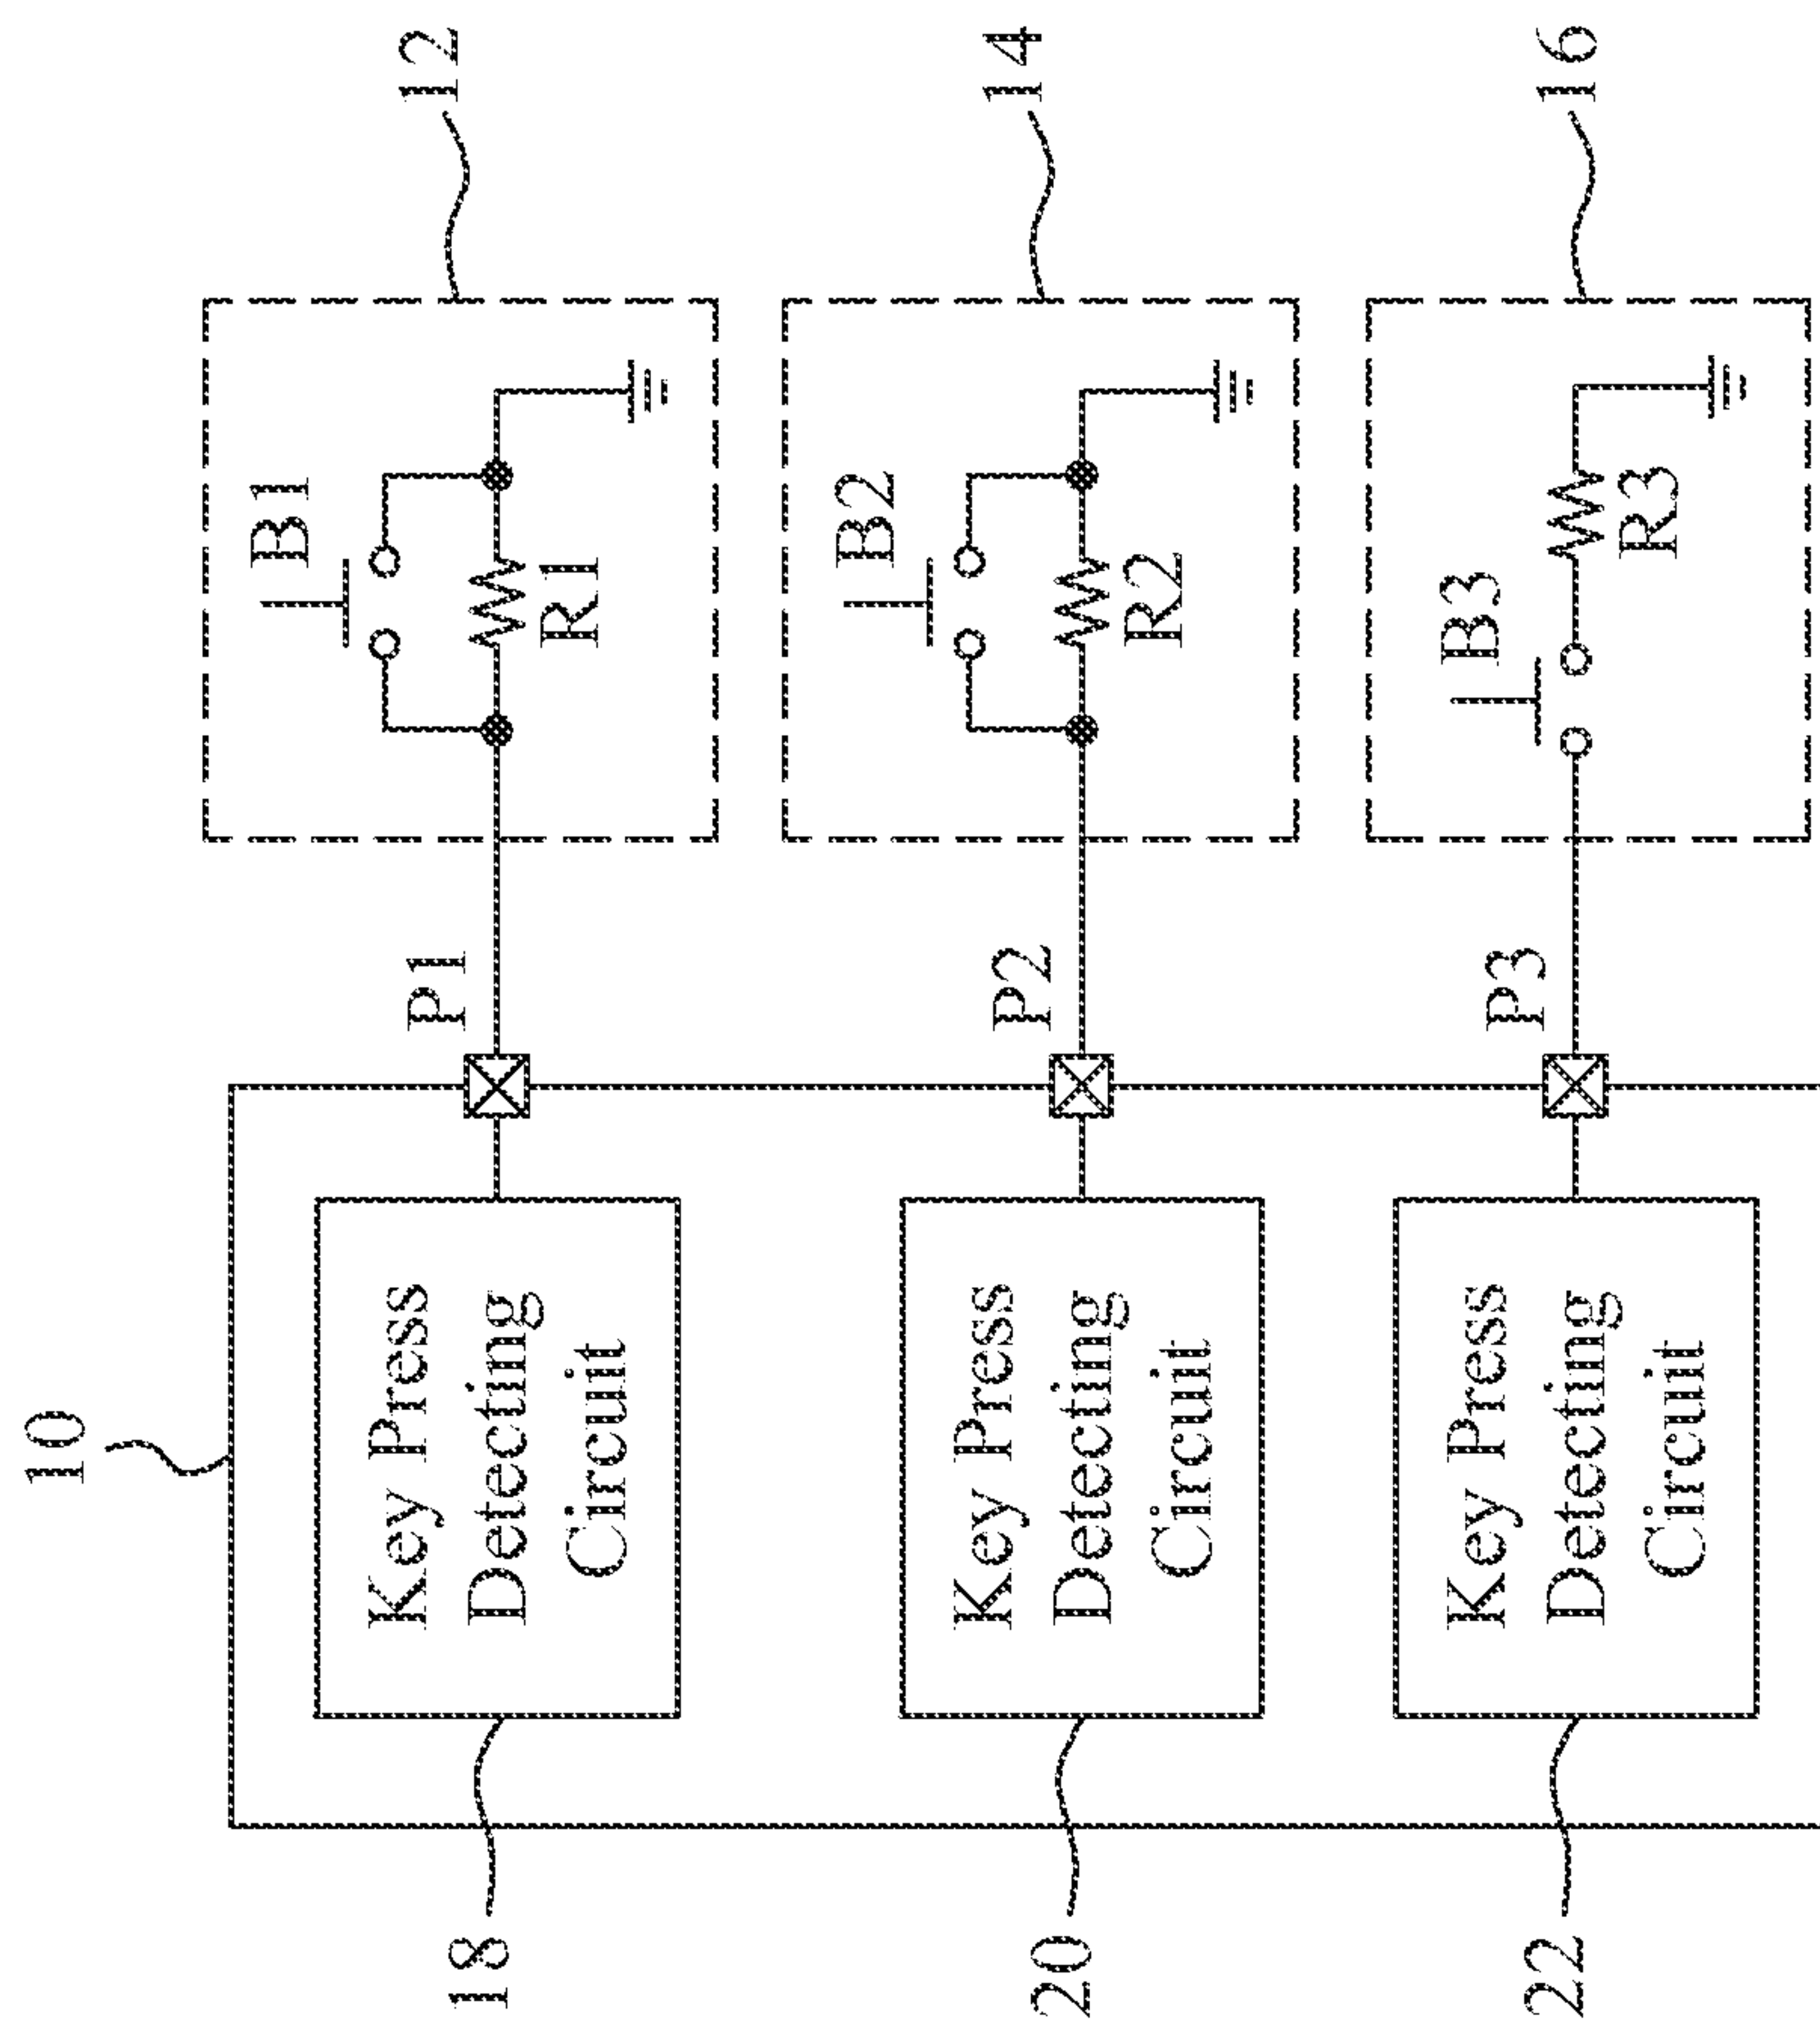 10
18
Key Press
Detecting
Circuit
P1
B1
R1
12
20
Key Press
Detecting
Circuit
P2
B2
R2
14
22
Key Press
Detecting
Circuit
P3
B3
R3
16